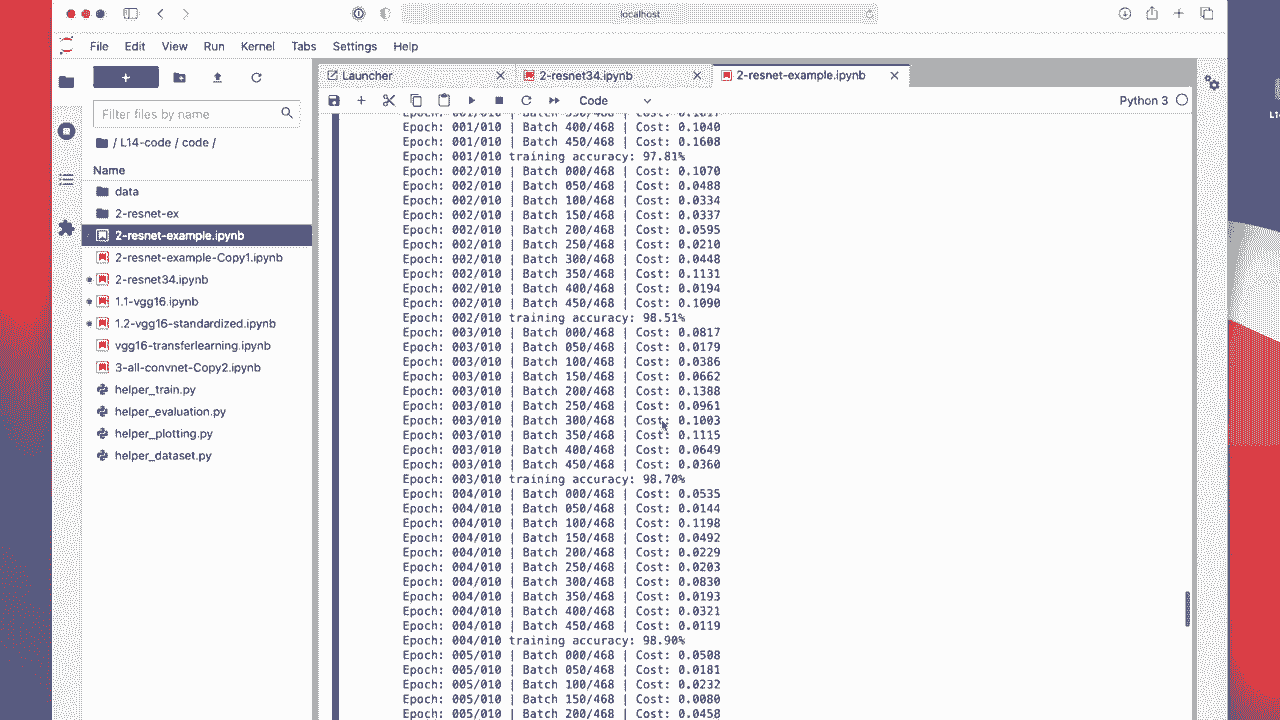 localhost
File Edit View Run Kernel Tabs Settings Help
Launcher
2-resnet34.ipynb
2-resnet-example.ipynb
+
Code
Python 3
Filter files by name
/ L14-code / code /
Name
data
2-resnet-ex
2-resnet-example.ipynb
2-resnet-example-Copy1.ipynb
2-resnet34.ipynb
1.1-vgg16.ipynb
1.2-vgg16-standardized.ipynb
vgg16-transferlearning.ipynb
3-all-convnet-Copy2.ipynb
helper_train.py
helper_evaluation.py
helper_plotting.py
helper_dataset.py
Epoch: 001/010 | Batch 400/468 | Cost: 0.1040
Epoch: 001/010 | Batch 450/468 | Cost: 0.1608
Epoch: 001/010 training accuracy: 97.81%
Epoch: 002/010 | Batch 000/468 | Cost: 0.1070
Epoch: 002/010 | Batch 050/468 | Cost: 0.0488
Epoch: 002/010 | Batch 100/468 | Cost: 0.0334
Epoch: 002/010 | Batch 150/468 | Cost: 0.0337
Epoch: 002/010 | Batch 200/468 | Cost: 0.0595
Epoch: 002/010 | Batch 250/468 | Cost: 0.0210
Epoch: 002/010 | Batch 300/468 | Cost: 0.0448
Epoch: 002/010 | Batch 350/468 | Cost: 0.1131
Epoch: 002/010 | Batch 400/468 | Cost: 0.0194
Epoch: 002/010 | Batch 450/468 | Cost: 0.1090
Epoch: 002/010 training accuracy: 98.51%
Epoch: 003/010 | Batch 000/468 | Cost: 0.0817
Epoch: 003/010 | Batch 050/468 | Cost: 0.0179
Epoch: 003/010 | Batch 100/468 | Cost: 0.0386
Epoch: 003/010 | Batch 150/468 | Cost: 0.0662
Epoch: 003/010 | Batch 200/468 | Cost: 0.1388
Epoch: 003/010 | Batch 250/468 | Cost: 0.0961
Epoch: 003/010 | Batch 300/468 | Cost: 0.1003
Epoch: 003/010 | Batch 350/468 | Cost: 0.1115
Epoch: 003/010 | Batch 400/468 | Cost: 0.0649
Epoch: 003/010 | Batch 450/468 | Cost: 0.0360
Epoch: 003/010 training accuracy: 98.70%
Epoch: 004/010 | Batch 000/468 | Cost: 0.0535
Epoch: 004/010 | Batch 050/468 | Cost: 0.0144
Epoch: 004/010 | Batch 100/468 | Cost: 0.1198
Epoch: 004/010 | Batch 150/468 | Cost: 0.0492
Epoch: 004/010 | Batch 200/468 | Cost: 0.0229
Epoch: 004/010 | Batch 250/468 | Cost: 0.0203
Epoch: 004/010 | Batch 300/468 | Cost: 0.0830
Epoch: 004/010 | Batch 350/468 | Cost: 0.0193
Epoch: 004/010 | Batch 400/468 | Cost: 0.0321
Epoch: 004/010 | Batch 450/468 | Cost: 0.0119
Epoch: 004/010 training accuracy: 98.90%
Epoch: 005/010 | Batch 000/468 | Cost: 0.0508
Epoch: 005/010 | Batch 050/468 | Cost: 0.0181
Epoch: 005/010 | Batch 100/468 | Cost: 0.0232
Epoch: 005/010 | Batch 150/468 | Cost: 0.0080
Epoch: 005/010 | Batch 200/468 | Cost: 0.0458